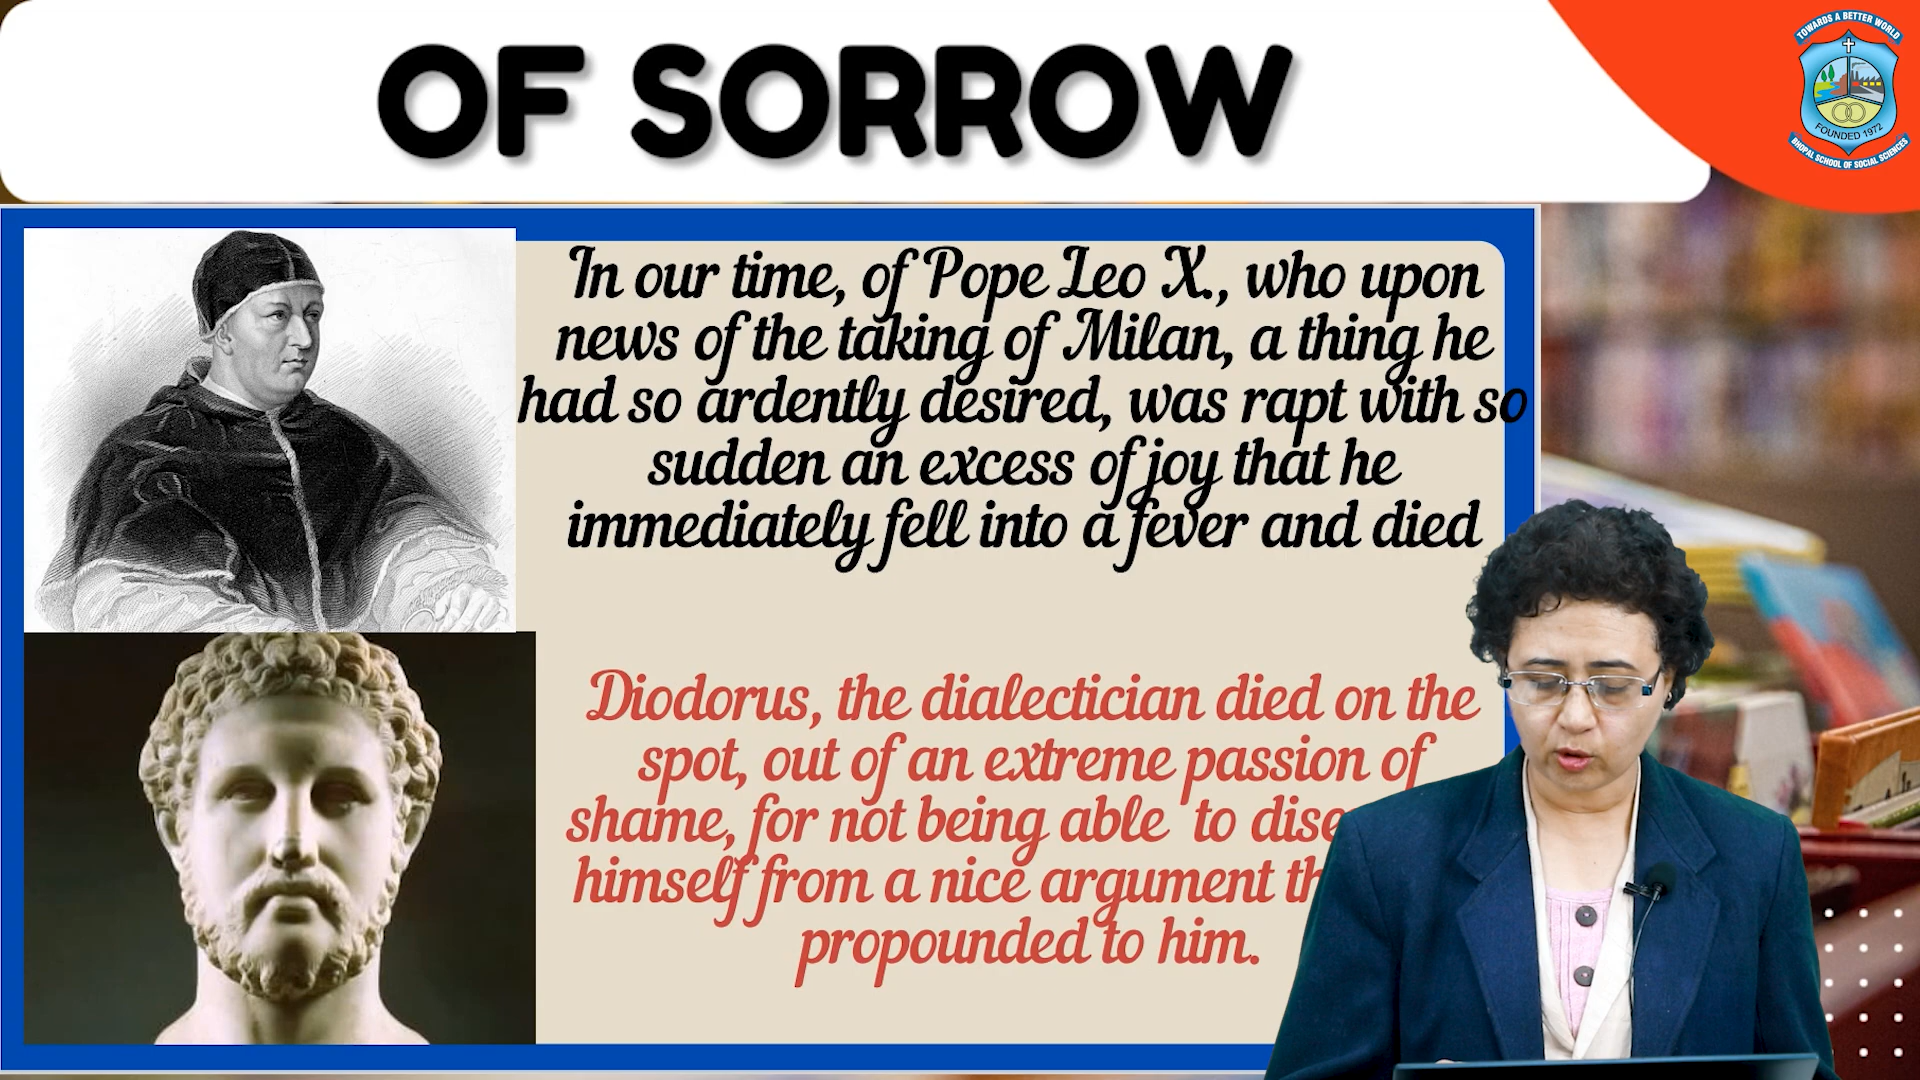 OF SORROW
TOWARDS A BETTER WORLD
FOUNDED 1972
BHOPAL SCHOOL OF SOCIAL SCIENCES
In our time, of Pope Leo X., who upon
news of the taking of Milan, a thing he
had so ardently desired, was rapt with so
sudden an excess of joy that he
immediately fell into a fever and died
Diodorus, the dialectician died on the
spot, out of an extreme passion of
shame, for not being able to
himself from a nice argument
propounded to him.